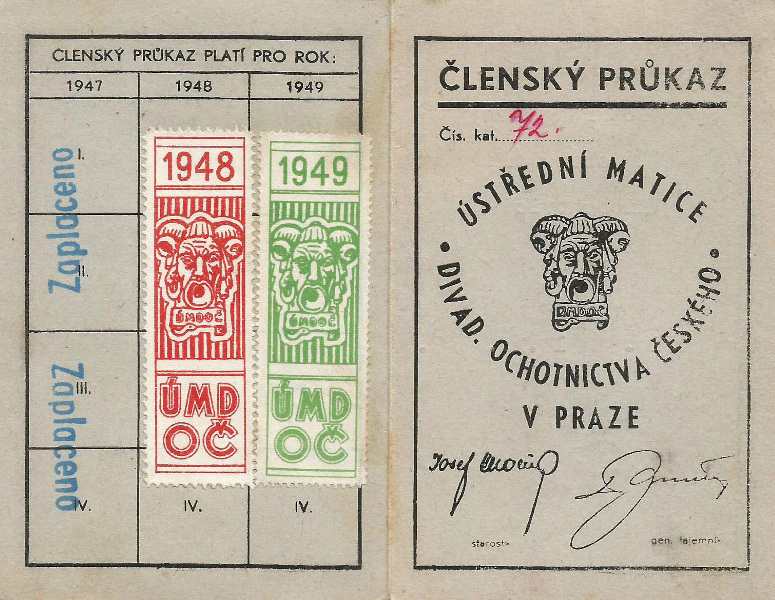 ČLENSKÝ PRŮKAZ PLATÍ PRO ROK:
1947 1948 1949
I.
Zaplaceno
II.
III.
Zaplaceno
IV. IV. IV.
1948
ÚMDOČ
ÚMD
OČ
1949
ÚMDOČ
ÚMD
OČ
ČLENSKÝ PRŮKAZ
Čís. kat. 72.
ÚSTŘEDNÍ MATICE
• DIVAD. OCHOTNICTVA ČESKÉHO •
ÚMDOČ
V PRAZE
Josef
starosta gen. tajemník